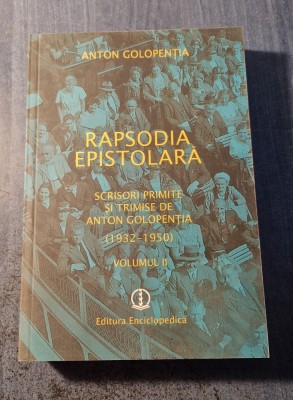 ANTON GOLOPENȚIA
RAPSODIA
EPISTOLARĂ
SCRISORI PRIMITE
ȘI TRIMISE DE
ANTON GOLOPENȚIA
(1932-1950)
VOLUMUL II
Editura Enciclopedică